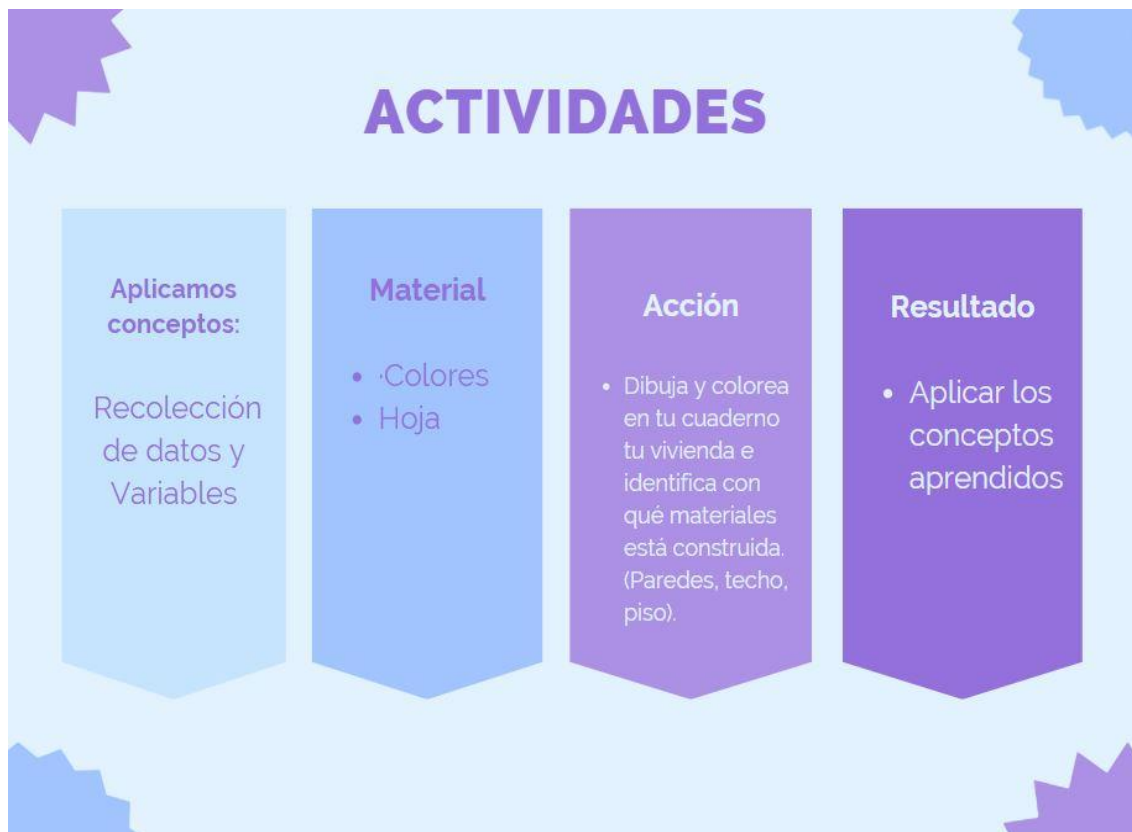 ACTIVIDADES
Aplicamos
conceptos:
Recolección
de datos y
Variables
Material
• ·Colores
• Hoja
Acción
• Dibuja y colorea
en tu cuaderno
tu vivienda e
identifica con
qué materiales
está construida.
(Paredes, techo,
piso).
Resultado
• Aplicar los
conceptos
aprendidos